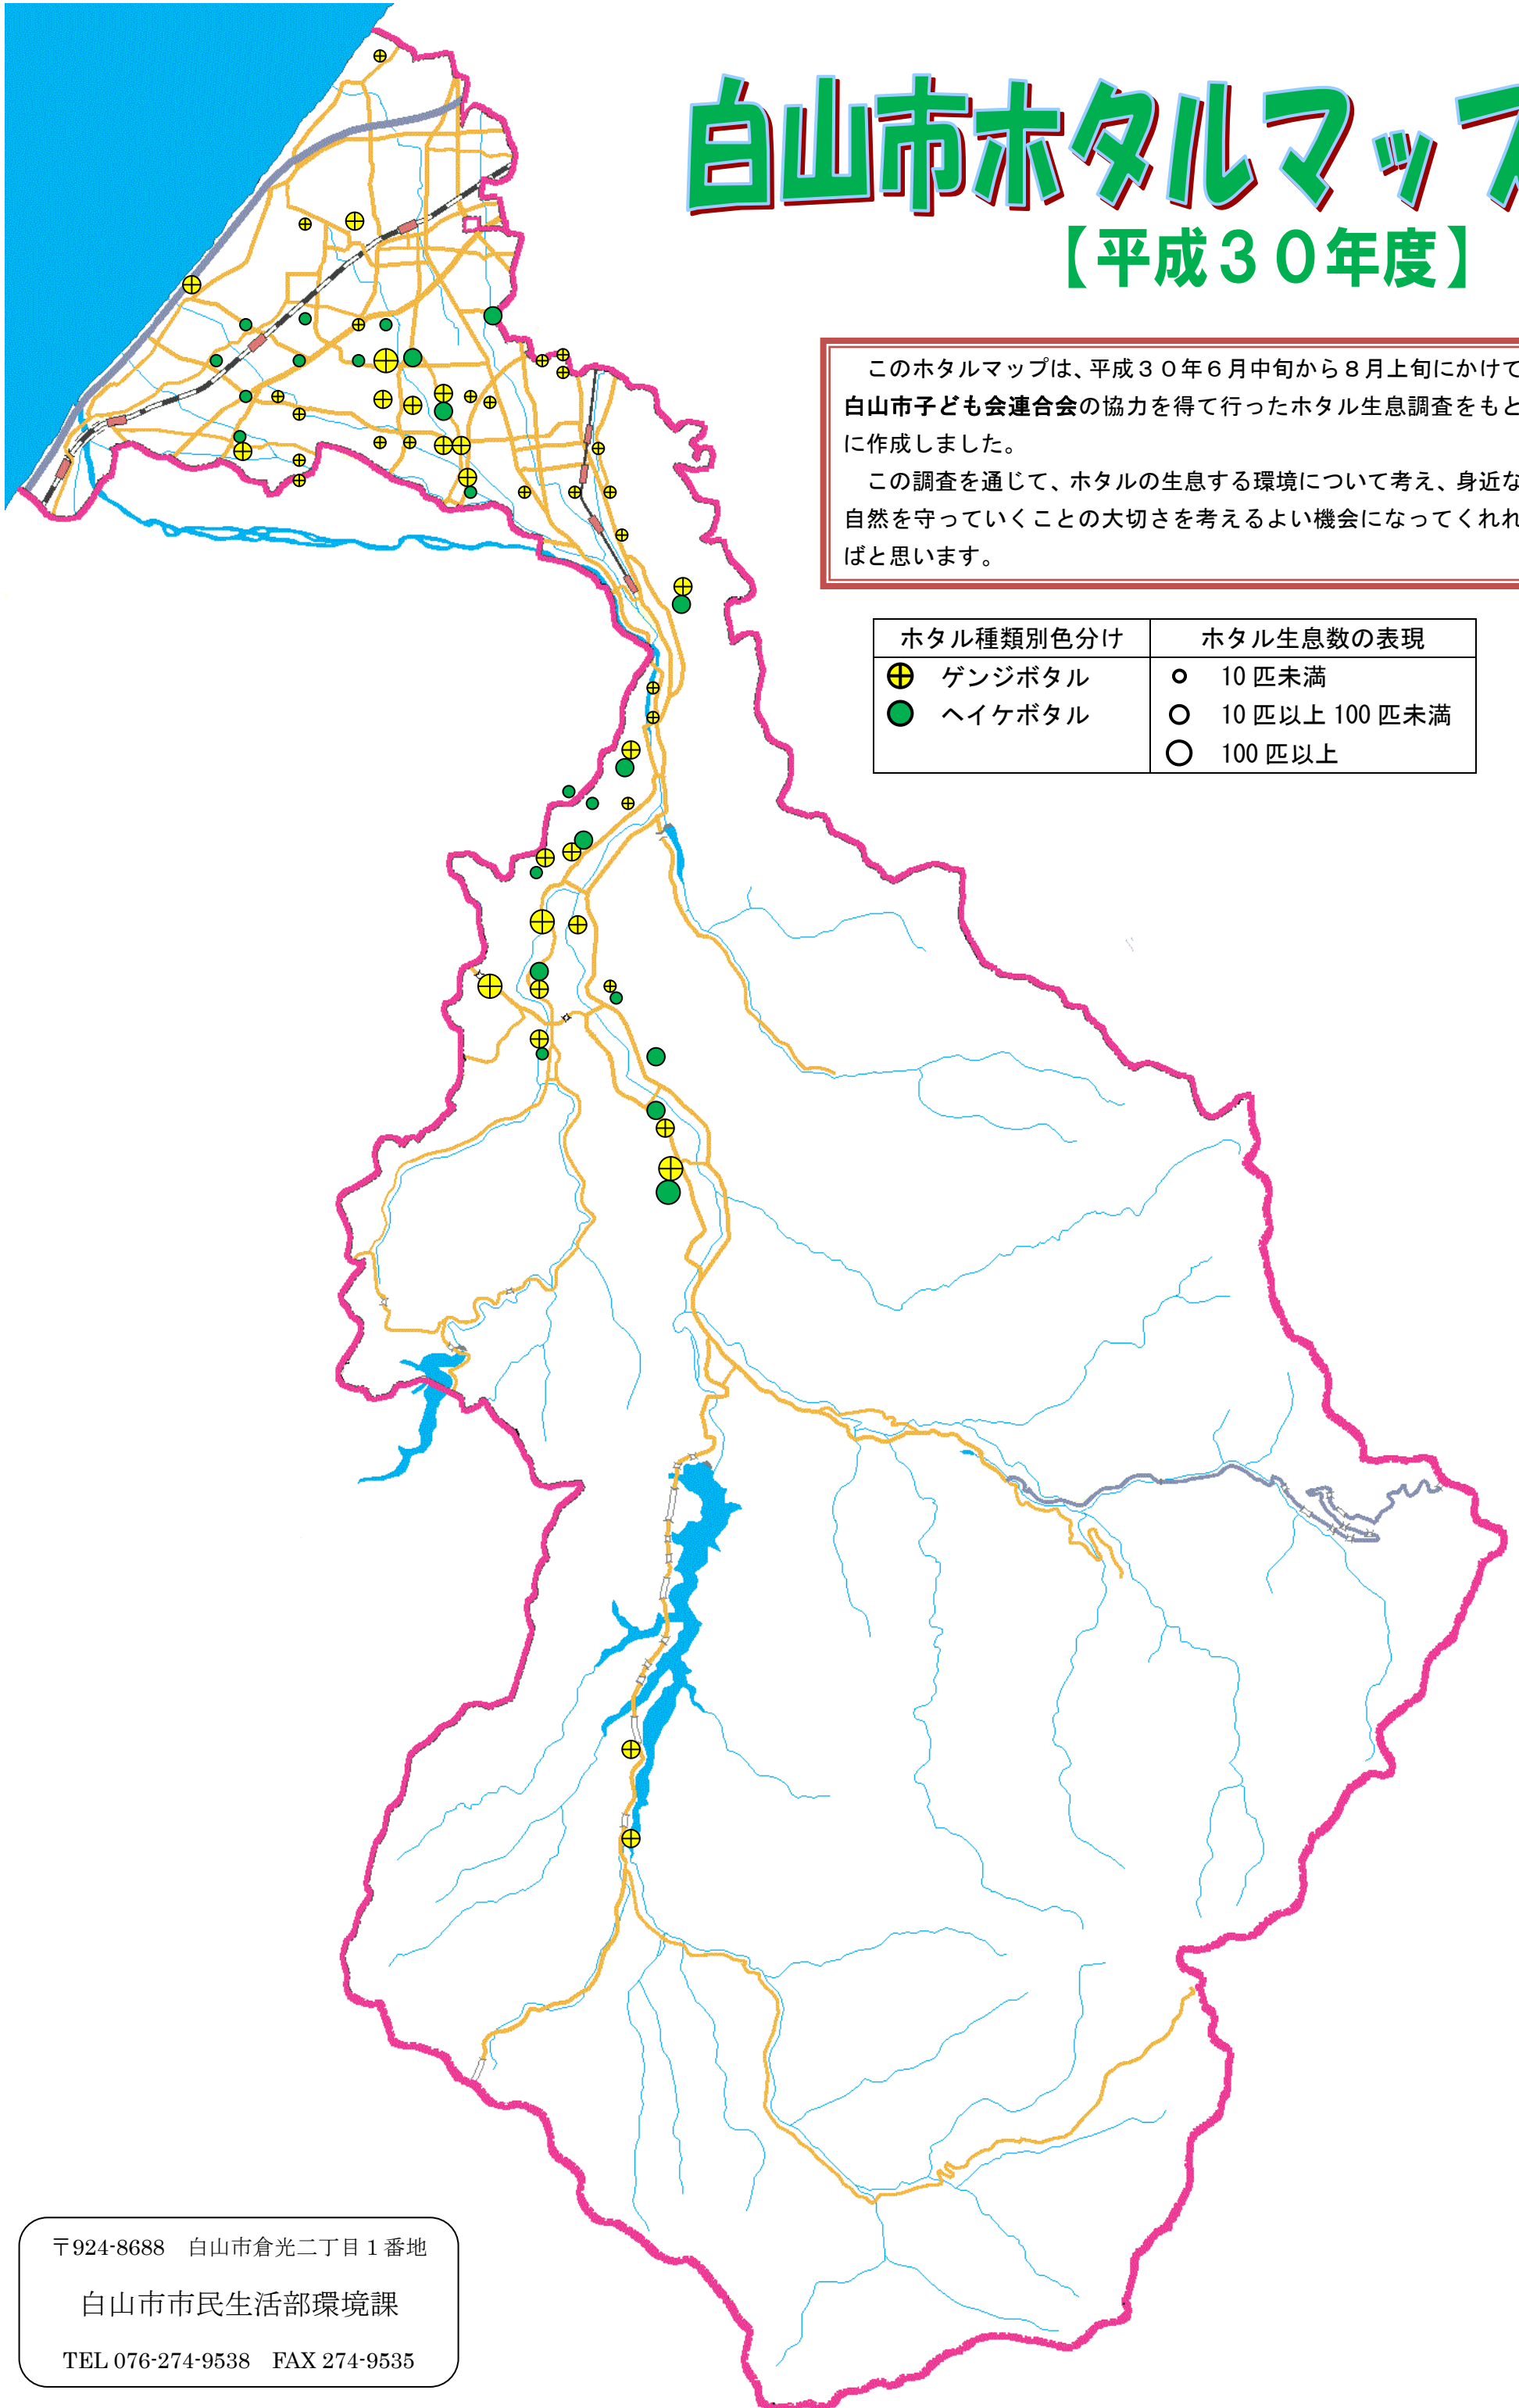 白山市ホタルマップ
【平成３０年度】
このホタルマップは、平成３０年６月中旬から８月上旬にかけて
白山市子ども会連合会の協力を得て行ったホタル生息調査をもと
に作成しました。
この調査を通じて、ホタルの生息する環境について考え、身近な
自然を守っていくことの大切さを考えるよい機会になってくれれ
ばと思います。
ホタル種類別色分け
ホタル生息数の表現
ゲンジボタル
10 匹未満
ヘイケボタル
10 匹以上 100 匹未満
100 匹以上
〒924-8688　白山市倉光二丁目１番地
白山市市民生活部環境課
TEL 076-274-9538　FAX 274-9535